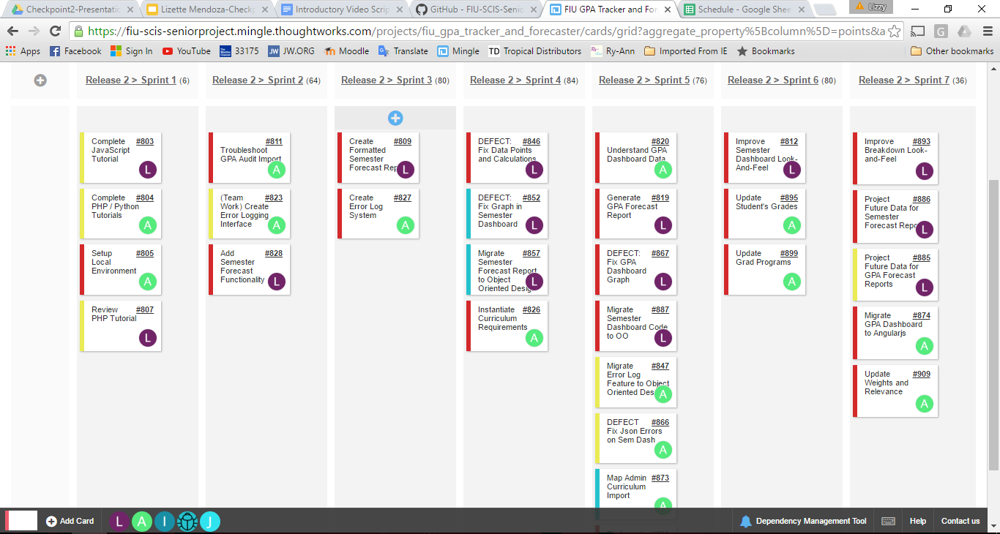 Checkpoint2-Presentatio
Lizette Mendoza-Checkp
Introductory Video Scrip
GitHub - FIU-SCIS-Senio
FIU GPA Tracker and For
Schedule - Google Shee
Lizzy
https://fiu-scis-seniorproject.mingle.thoughtworks.com/projects/fiu_gpa_tracker_and_forecaster/cards/grid?aggregate_property%5Bcolumn%5D=points&a
G
Apps
Facebook
Sign In
YouTube
33175
JW
JW.ORG
Moodle
Translate
Mingle
TD
Tropical Distributors
Ry-Ann
Imported From IE
Bookmarks
Other bookmarks
Release 2 > Sprint 1 (6)
Release 2 > Sprint 2 (64)
Release 2 > Sprint 3 (80)
Release 2 > Sprint 4 (84)
Release 2 > Sprint 5 (76)
Release 2 > Sprint 6 (80)
Release 2 > Sprint 7 (36)
Complete #803
JavaScript
Tutorial
L
Complete #804
PHP / Python
Tutorials
A
Setup #805
Local
Environment
A
Review #807
PHP Tutorial
L
#811
Troubleshoot
GPA Audit Import
A
(Team #823
Work) Create
Error Logging
Interface
A
Add #828
Semester
Forecast
Functionality
L
Create #809
Formatted
Semester
Forecast Rep
L
Create #827
Error Log
System
A
DEFECT: #846
Fix Data Points
and Calculations
L
DEFECT: #852
Fix Graph in
Semester
Dashboard
L
Migrate #857
Semester
Forecast Report
to Object
Oriented Desig
L
Instantiate #826
Curriculum
Requirements
A
#820
Understand GPA
Dashboard Data
A
Generate #819
GPA Forecast
Report
L
DEFECT: #867
Fix GPA
Dashboard
Graph
L
Migrate #887
Semester
Dashboard Code
to OO
L
Migrate #847
Error Log
Feature to Object
Oriented Des
A
DEFECT #866
Fix Json Errors
on Sem Dash
A
Map Admin #873
Curriculum
Import
A
Improve #812
Semester
Dashboard Look-
And-Feel
L
Update #895
Student's Grades
A
Update #899
Grad Programs
A
Improve #893
Breakdown Look-
and-Feel
L
Project #886
Future Data for
Semester
Forecast Repo
L
Project #885
Future Data for
GPA Forecast
Reports
L
Migrate #874
GPA Dashboard
to Angularjs
A
Update #909
Weights and
Relevance
A
Add Card
L
A
I
J
Dependency Management Tool
Help
Contact us